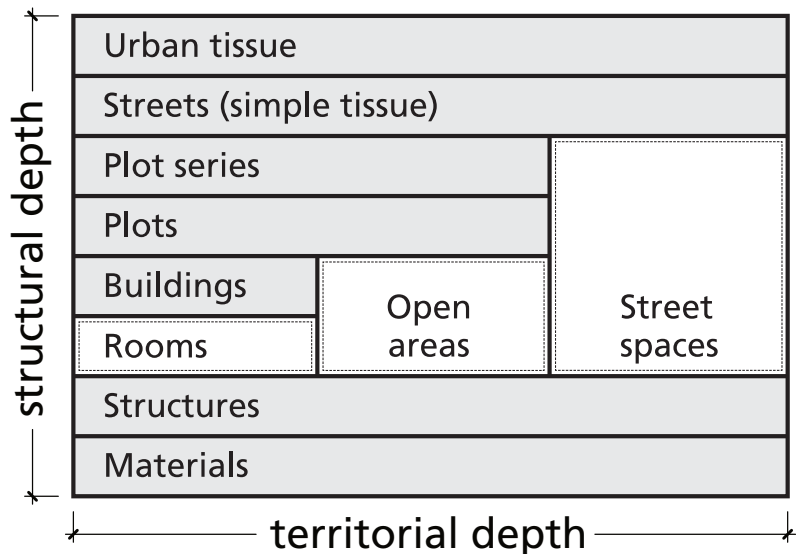 Urban tissue
Streets (simple tissue)
Plot series
Plots
Buildings
Rooms
Open
areas
Street
spaces
Structures
Materials
structural depth
territorial depth